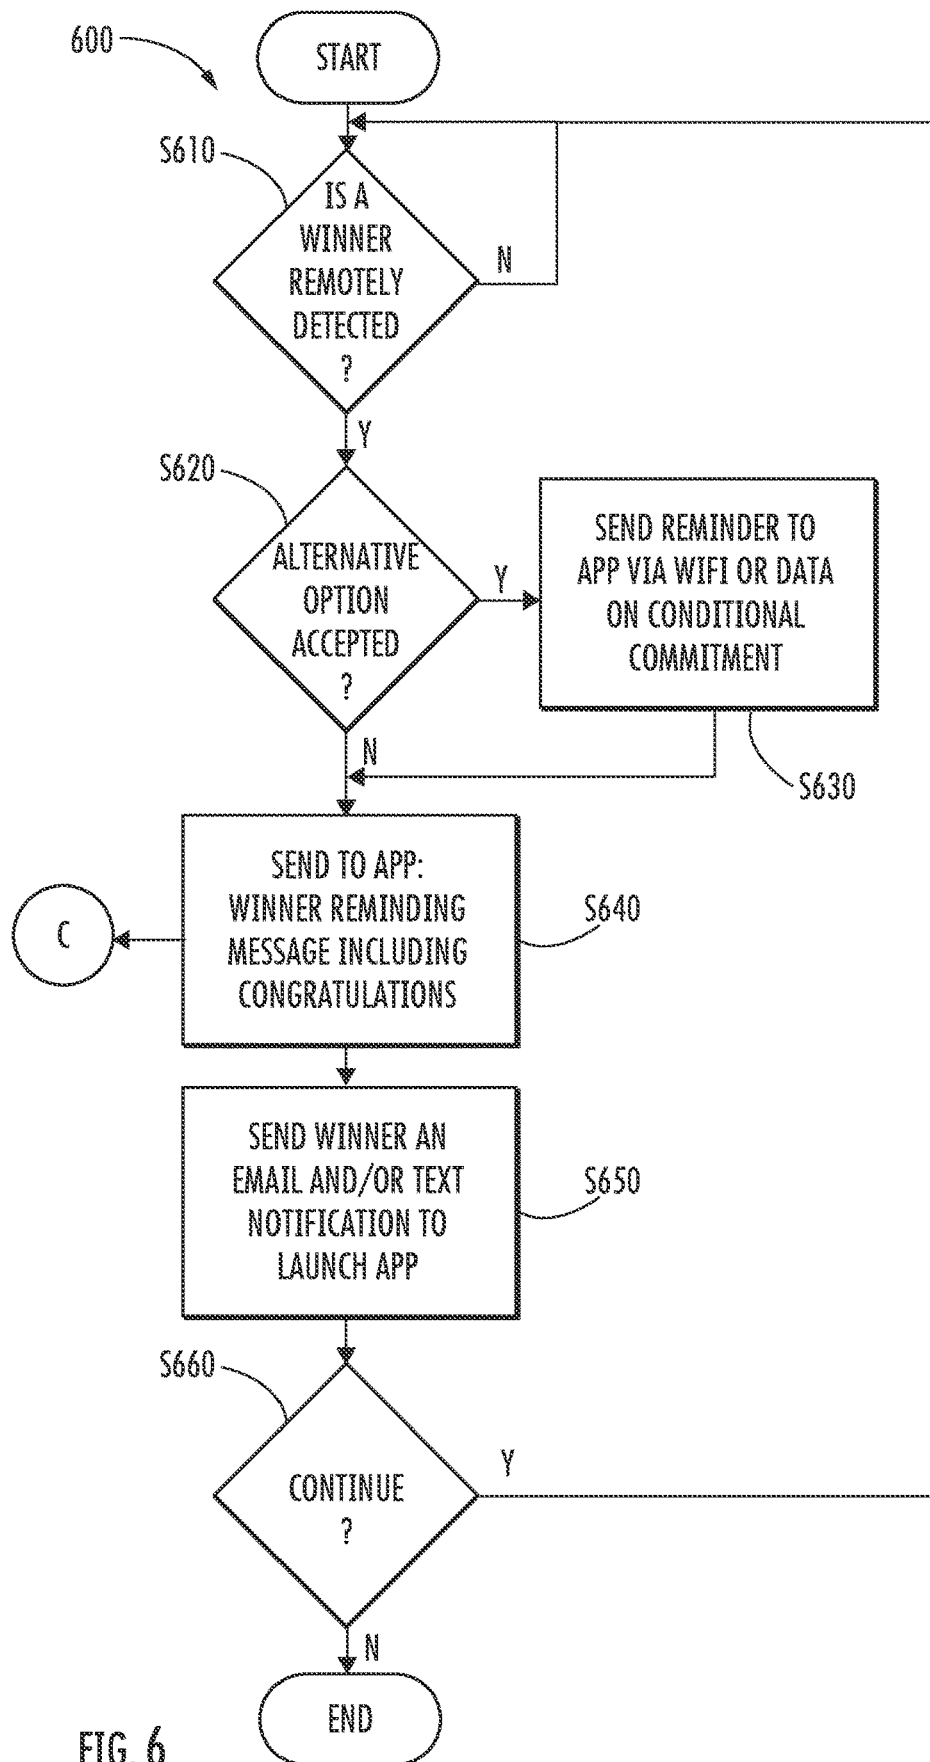 600
START
S610
IS A
WINNER
REMOTELY
DETECTED
?
N
Y
S620
ALTERNATIVE
OPTION
ACCEPTED
?
Y
SEND REMINDER TO
APP VIA WIFI OR DATA
ON CONDITIONAL
COMMITMENT
S630
N
SEND TO APP:
WINNER REMINDING
MESSAGE INCLUDING
CONGRATULATIONS
S640
C
SEND WINNER AN
EMAIL AND/OR TEXT
NOTIFICATION TO
LAUNCH APP
S650
S660
CONTINUE
?
Y
N
END
FIG. 6